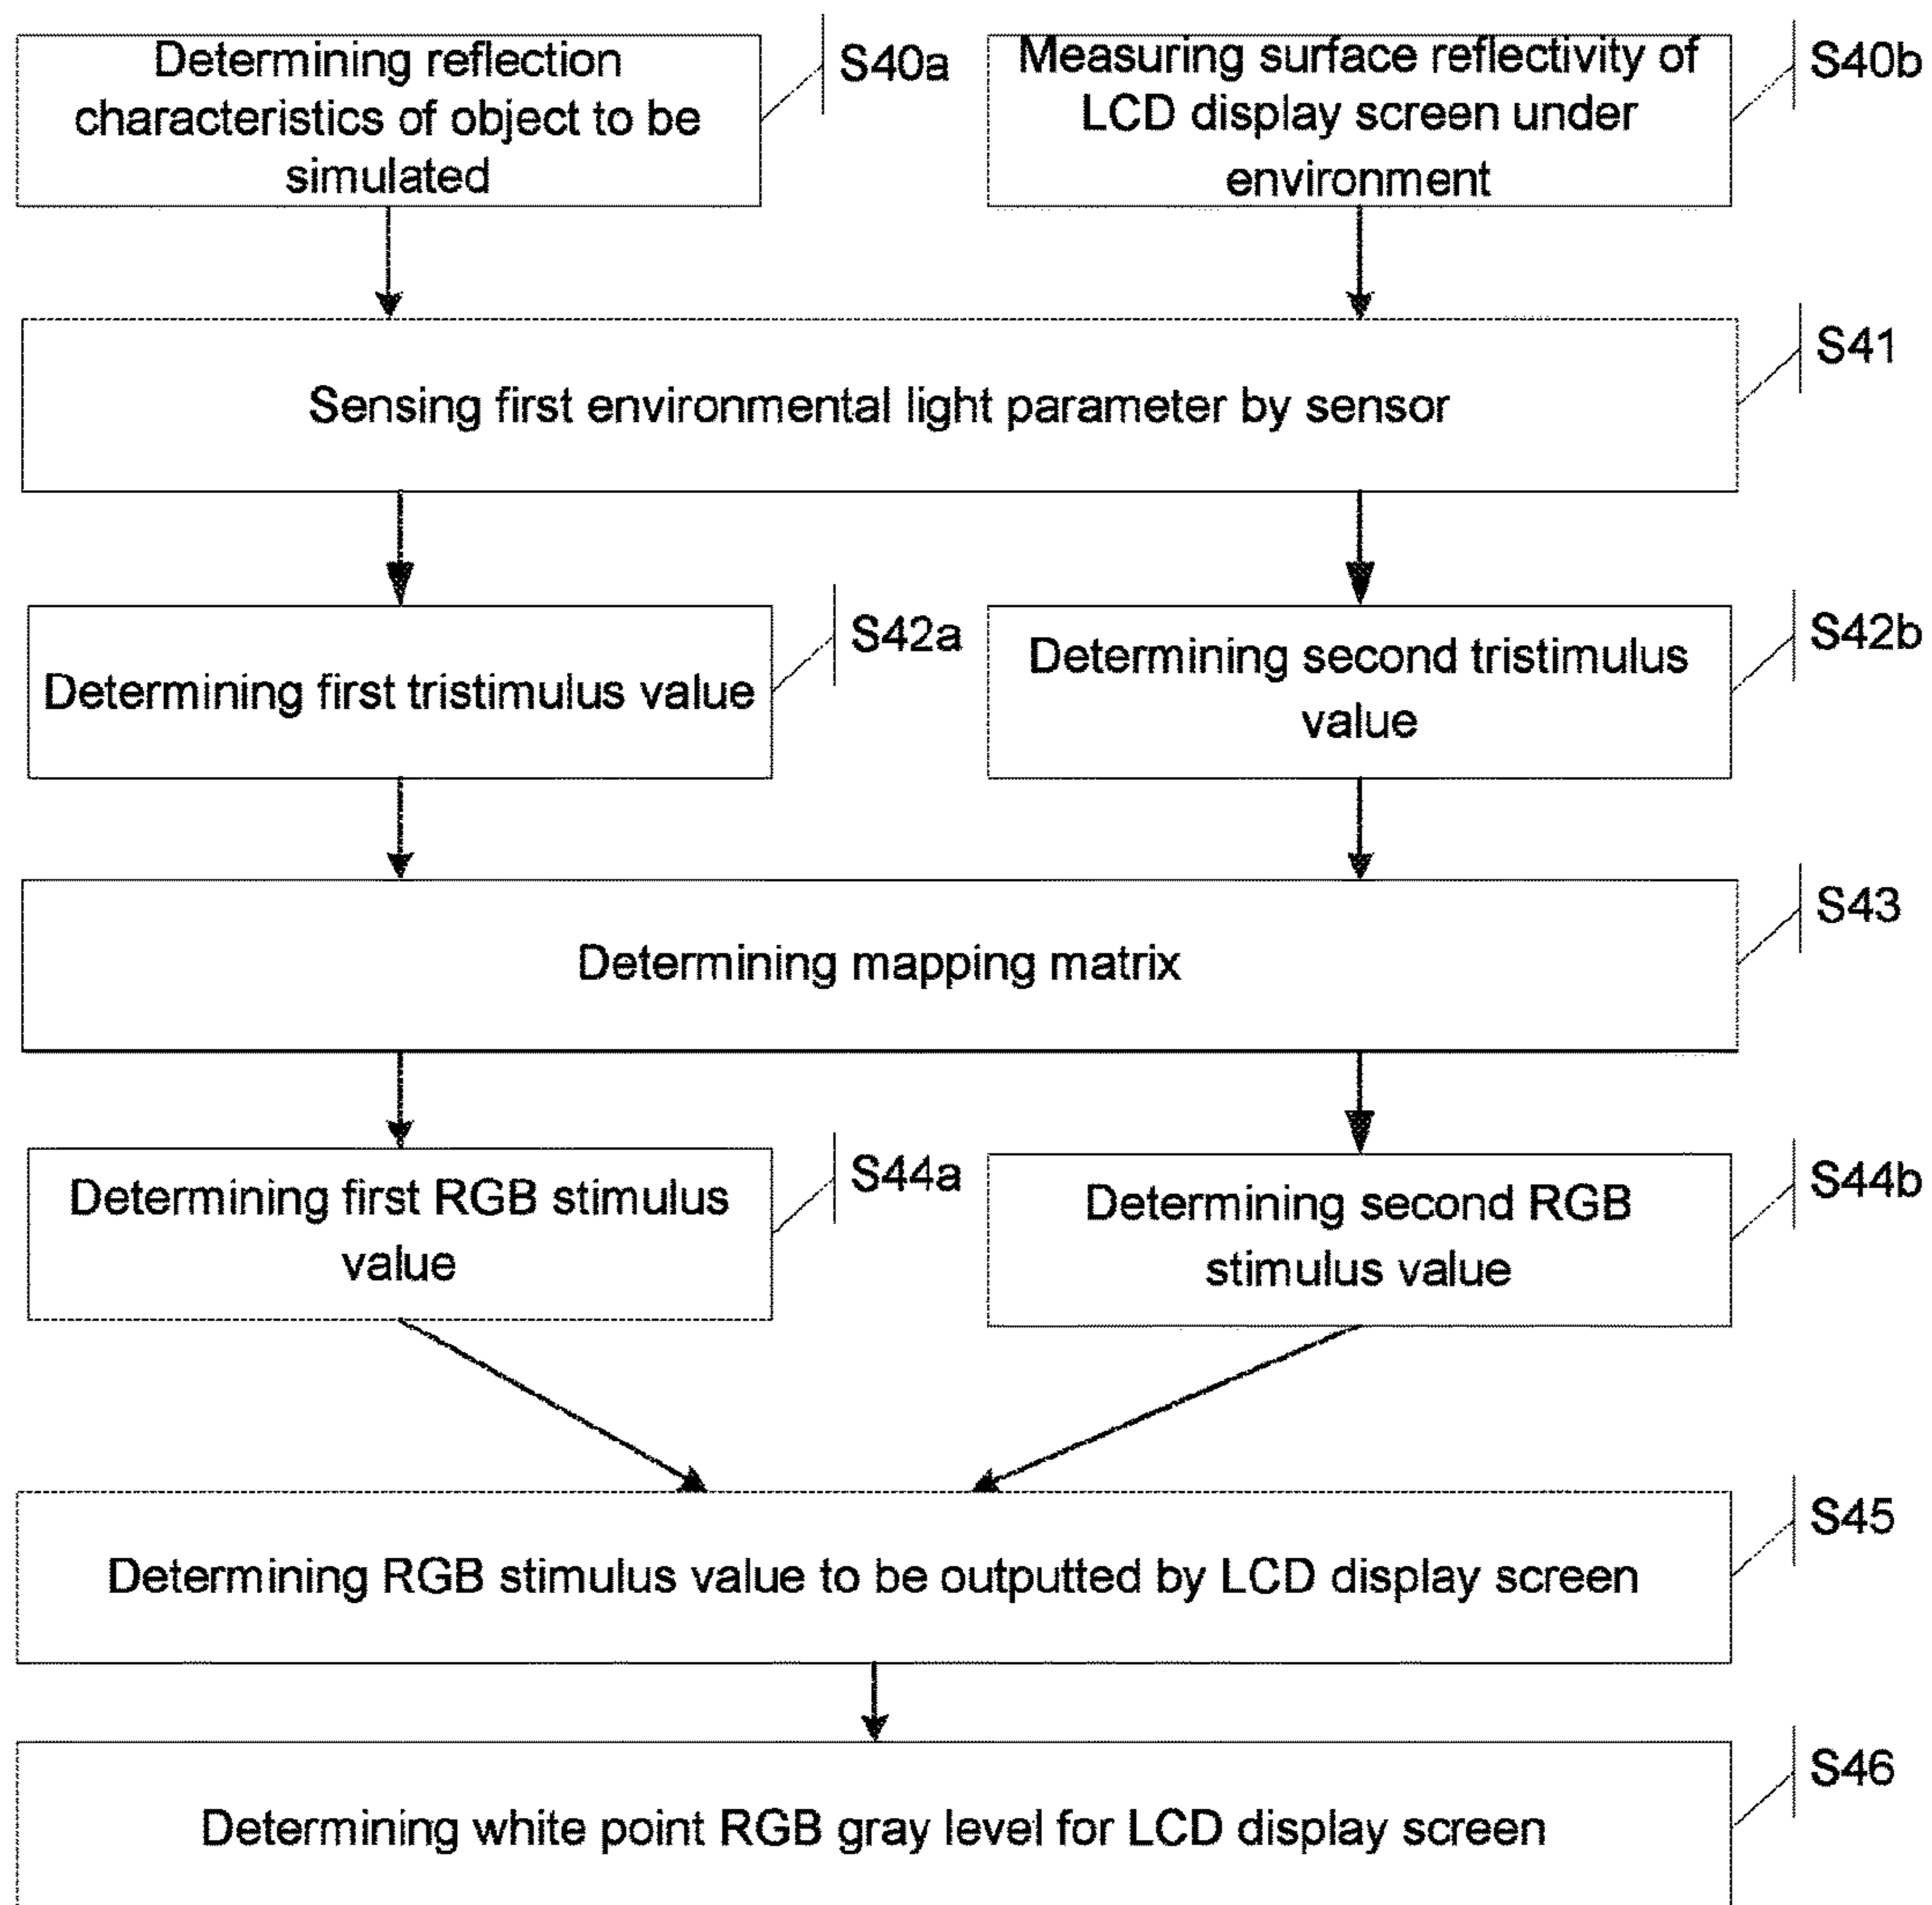 Determining reflection
characteristics of object to be
simulated
S40a
Measuring surface reflectivity of
LCD display screen under
environment
S40b
Sensing first environmental light parameter by sensor
S41
Determining first tristimulus value
S42a
Determining second tristimulus
value
S42b
Determining mapping matrix
S43
Determining first RGB stimulus
value
S44a
Determining second RGB
stimulus value
S44b
Determining RGB stimulus value to be outputted by LCD display screen
S45
Determining white point RGB gray level for LCD display screen
S46